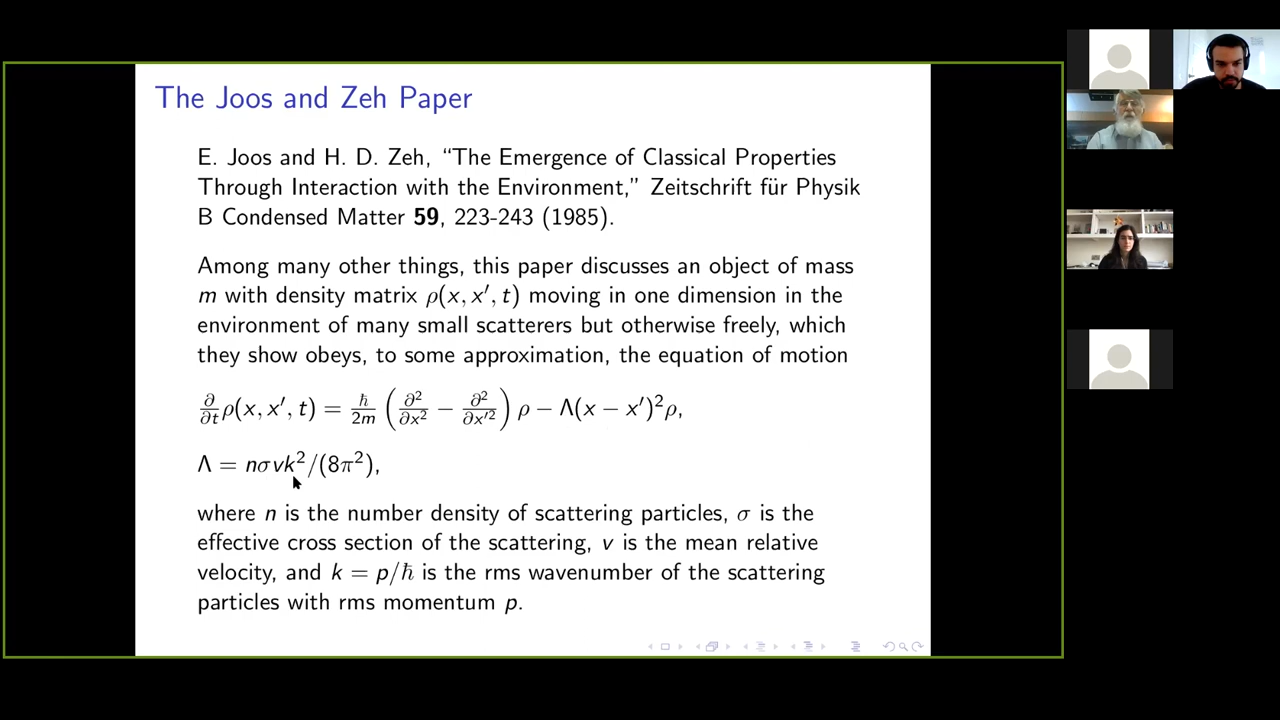 The Joos and Zeh Paper
E. Joos and H. D. Zeh, “The Emergence of Classical Properties
Through Interaction with the Environment,” Zeitschrift für Physik
B Condensed Matter 59, 223-243 (1985).
Among many other things, this paper discusses an object of mass
m with density matrix ρ(x, x′, t) moving in one dimension in the
environment of many small scatterers but otherwise freely, which
they show obeys, to some approximation, the equation of motion
∂/∂t ρ(x, x′, t) = ℏ/2m (∂²/∂x² − ∂²/∂x′²) ρ − Λ(x − x′)²ρ,
Λ = nσvk²/(8π²),
where n is the number density of scattering particles, σ is the
effective cross section of the scattering, v is the mean relative
velocity, and k = p/ℏ is the rms wavenumber of the scattering
particles with rms momentum p.